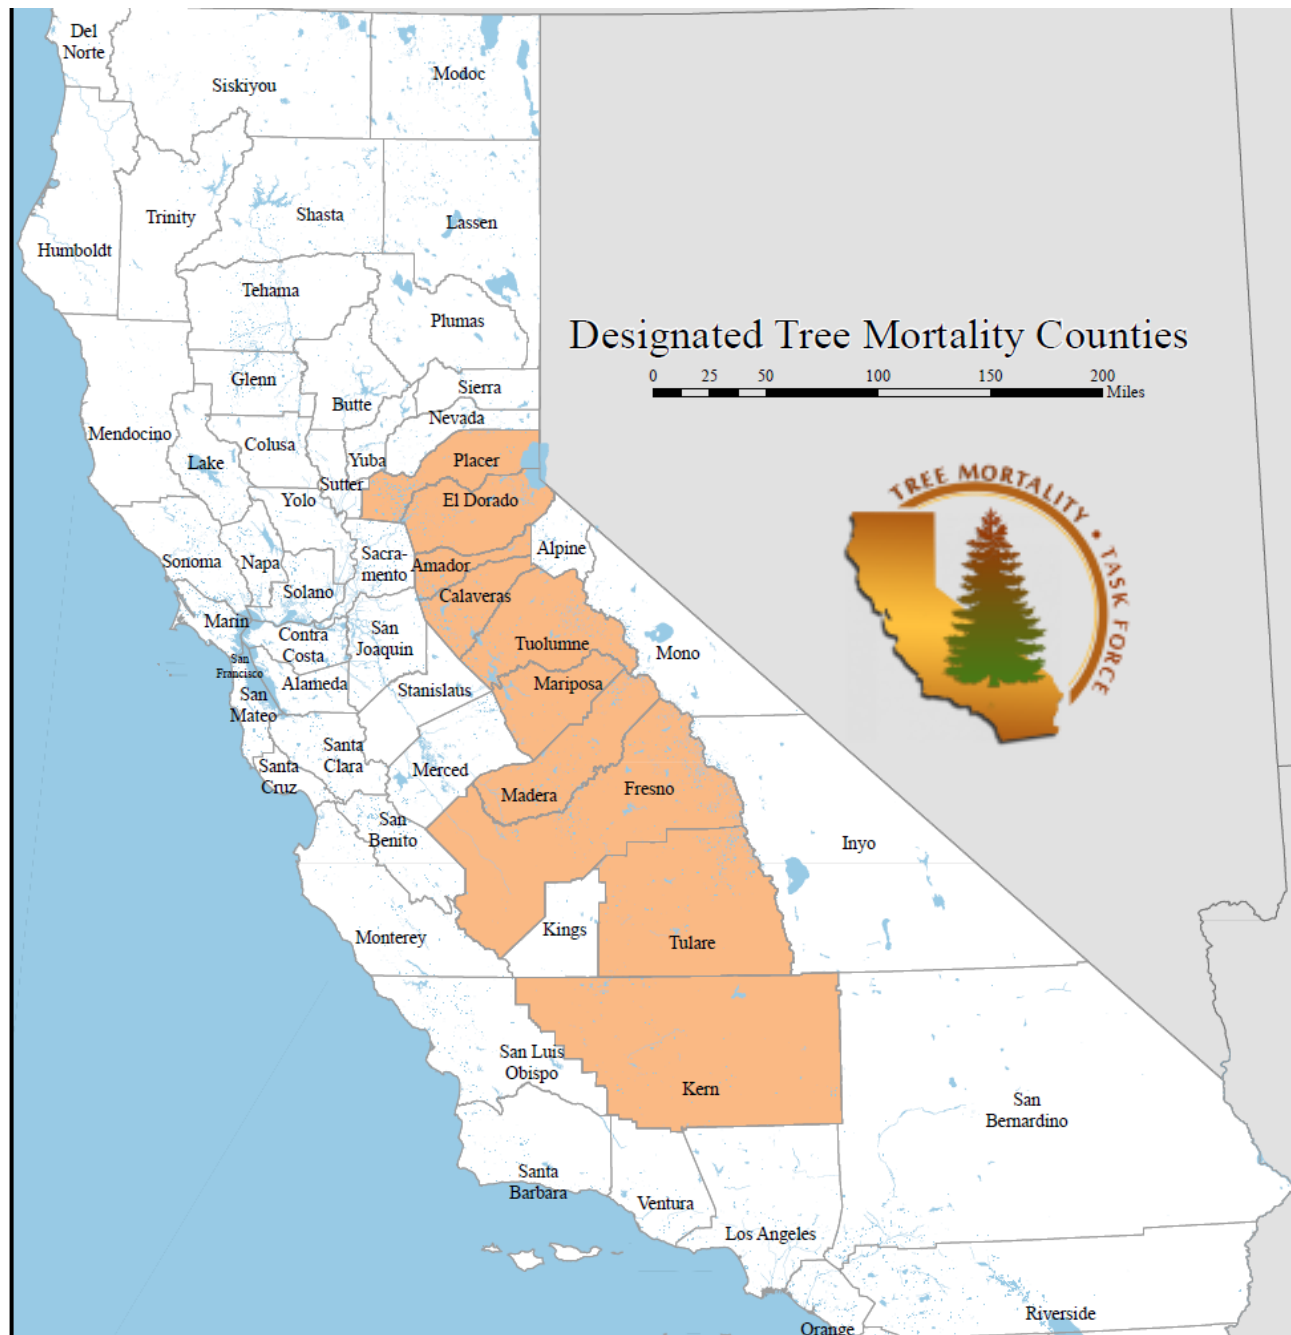 Del
Norte
Siskiyou
Modoc
Trinity
Shasta
Lassen
Humboldt
Tehama
Plumas
Designated Tree Mortality Counties
0 25 50 100 150 200
Miles
Glenn
Butte
Sierra
Nevada
Mendocino
Colusa
Lake
Yuba
Placer
Sutter
Yolo
El Dorado
TREE MORTALITY • TASK FORCE
Sonoma
Napa
Sacra-
mento
Amador
Alpine
Solano
Calaveras
Marin
Contra
Costa
San
Joaquin
Tuolumne
Mono
San
Francisco
Alameda
Stanislaus
Mariposa
San
Mateo
Santa
Clara
Santa
Cruz
Merced
Madera
Fresno
San
Benito
Inyo
Monterey
Kings
Tulare
San Luis
Obispo
Kern
San
Bernardino
Santa
Barbara
Ventura
Los Angeles
Riverside
Orange